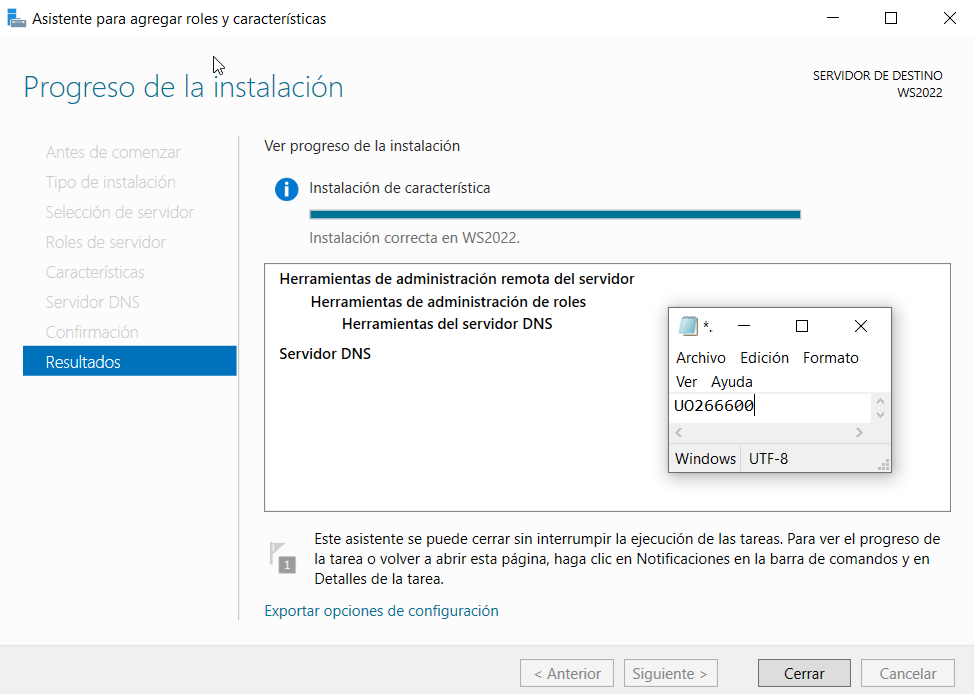 Asistente para agregar roles y características
Progreso de la instalación
SERVIDOR DE DESTINO
WS2022
Antes de comenzar
Tipo de instalación
Selección de servidor
Roles de servidor
Características
Servidor DNS
Confirmación
Resultados
Ver progreso de la instalación
Instalación de característica
Instalación correcta en WS2022.
Herramientas de administración remota del servidor
Herramientas de administración de roles
Herramientas del servidor DNS
Servidor DNS
*.
Archivo Edición Formato
Ver Ayuda
UO266600
Windows UTF-8
1
Este asistente se puede cerrar sin interrumpir la ejecución de las tareas. Para ver el progreso de
la tarea o volver a abrir esta página, haga clic en Notificaciones en la barra de comandos y en
Detalles de la tarea.
Exportar opciones de configuración
< Anterior Siguiente > Cerrar Cancelar